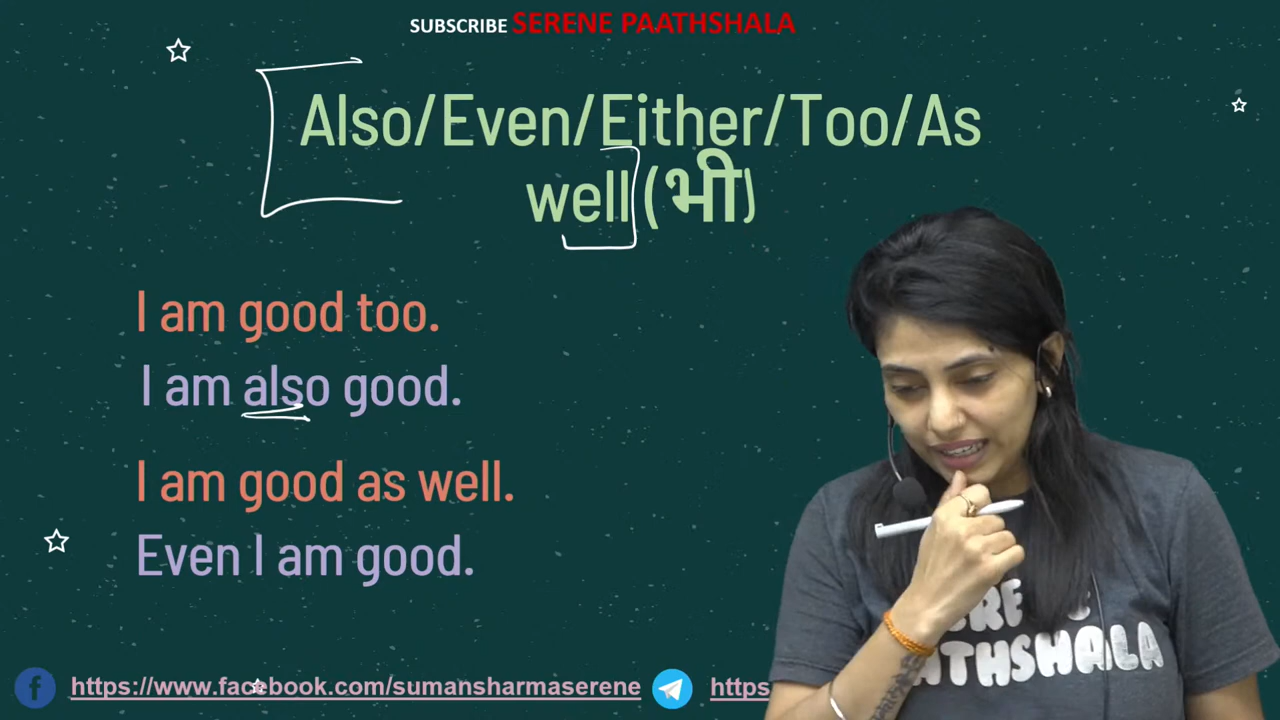 SUBSCRIBE SERENE PAATHSHALA
Also/Even/Either/Too/As
well (भी)
I am good too.
I am also good.
I am good as well.
Even I am good.
https://www.facebook.com/sumansharmaserene
https
PAATHSHALA